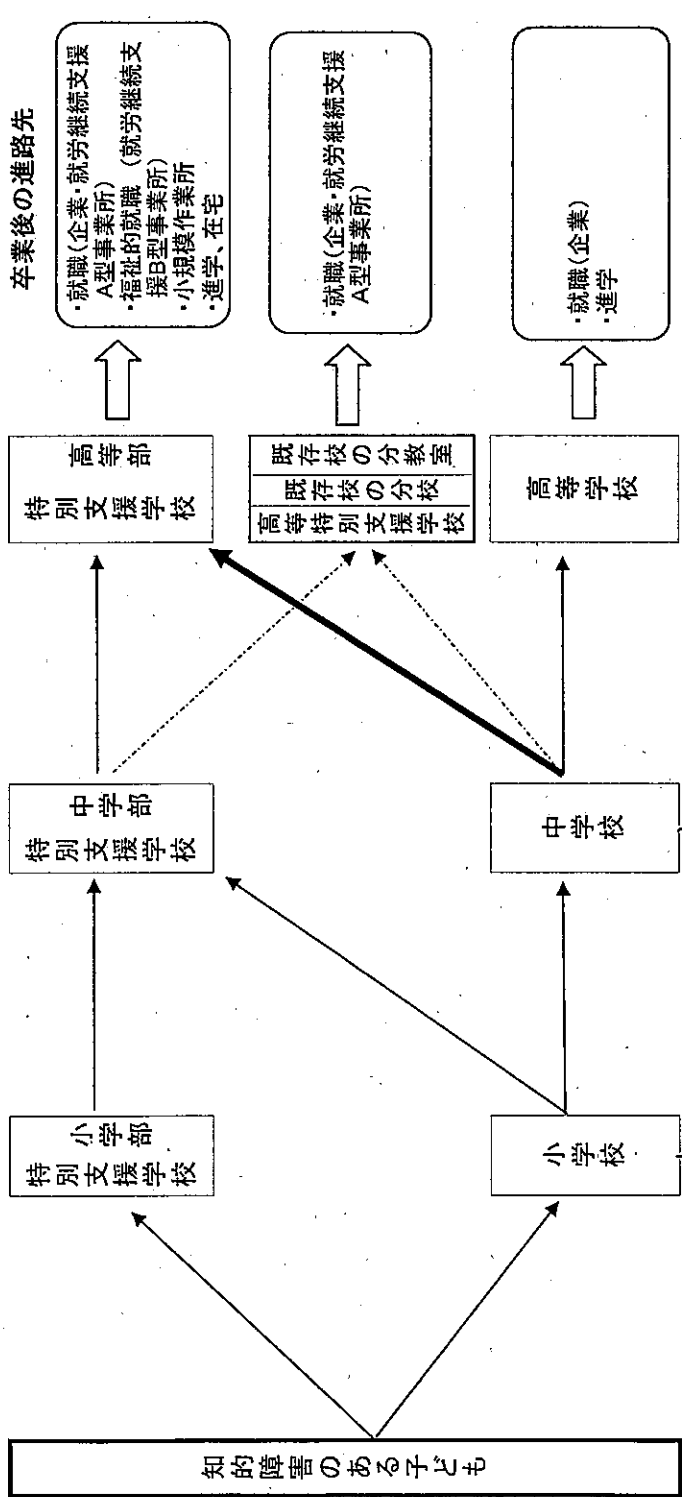 知的障害のある子ども
小学部
特別支援学校
小学校
中学部
特別支援学校
中学校
高等部
特別支援学校
既存校の分教室
既存校の分校
高等特別支援学校
高等学校
卒業後の進路先
・就職(企業・就労継続支援
A型事業所)
・福祉的就職 (就労継続支
援B型事業所)
・小規模作業所
・進学、在宅
・就職(企業・就労継続支援
A型事業所)
・就職(企業)
・進学